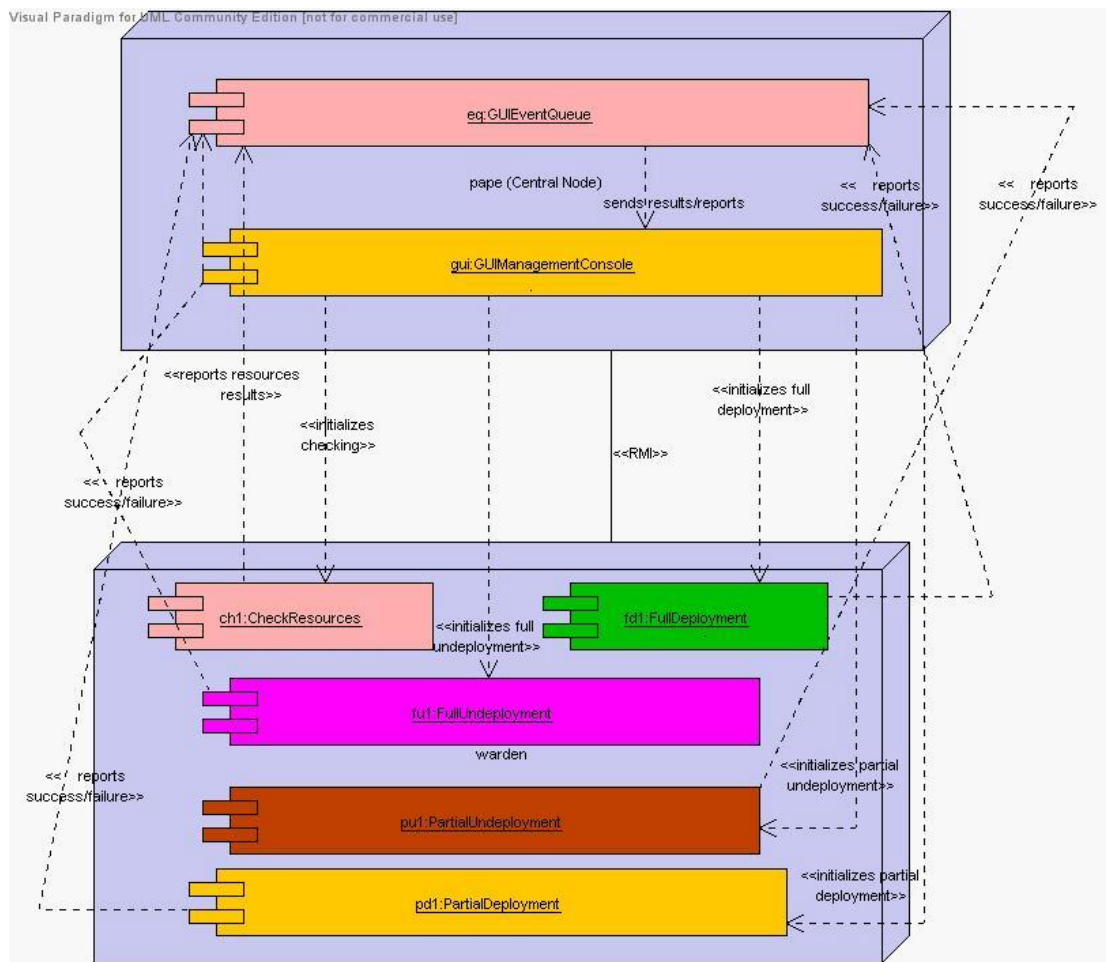 Visual Paradigm for UML Community Edition [not for commercial use]
eq:GUIEventQueue
pape (Central Node)
sends results/reports
<< reports
success/failure>>
<< reports
success/failure>>
gui:GUIManagementConsole
<<reports resources
results>>
<<initializes
checking>>
<<initializes full
deployment>>
<<RMI>>
<< reports
success/failure>>
ch1:CheckResources
<<initializes full
undeployment>>
fd1:FullDeployment
fu1:FullUndeployment
warden
<< reports
success/failure>>
<<initializes partial
undeployment>>
pu1:PartialUndeployment
<<initializes partial
deployment>>
pd1:PartialDeployment